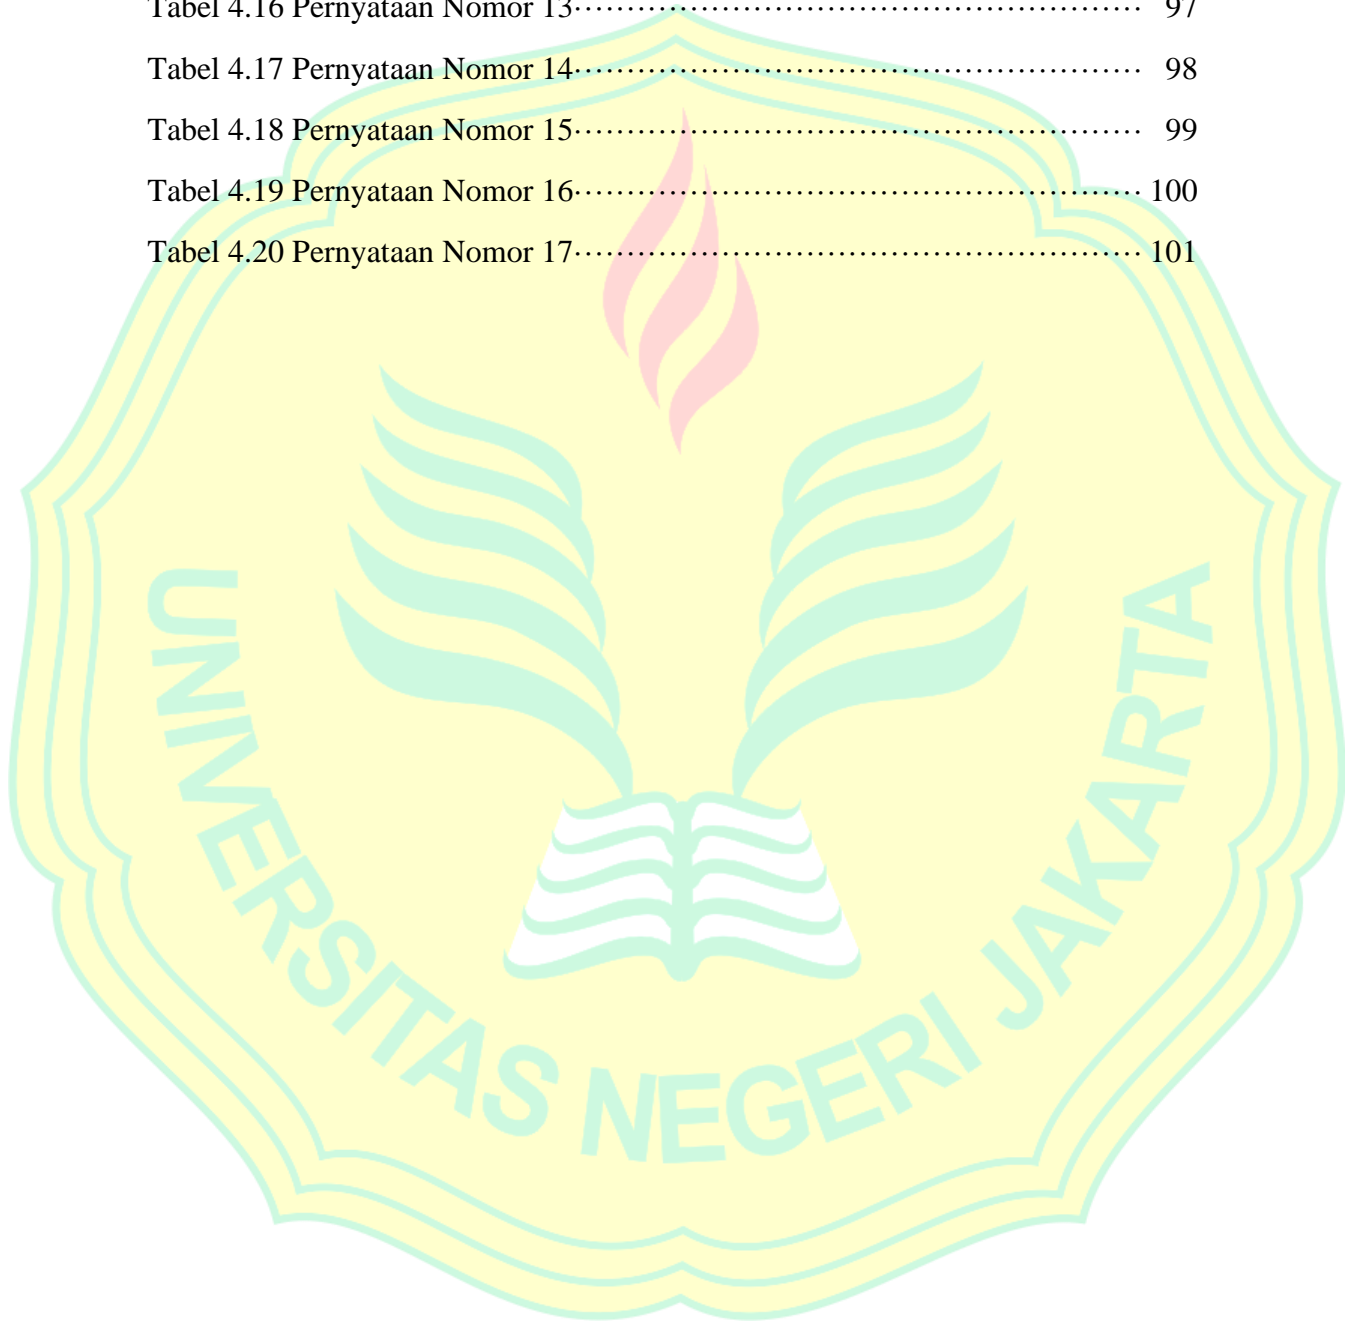 Tabel 4.16 Pernyataan Nomor 13·································································· 97
Tabel 4.17 Pernyataan Nomor 14·································································· 98
Tabel 4.18 Pernyataan Nomor 15·································································· 99
Tabel 4.19 Pernyataan Nomor 16·································································· 100
Tabel 4.20 Pernyataan Nomor 17·································································· 101
UNIVERSITAS NEGERI JAKARTA